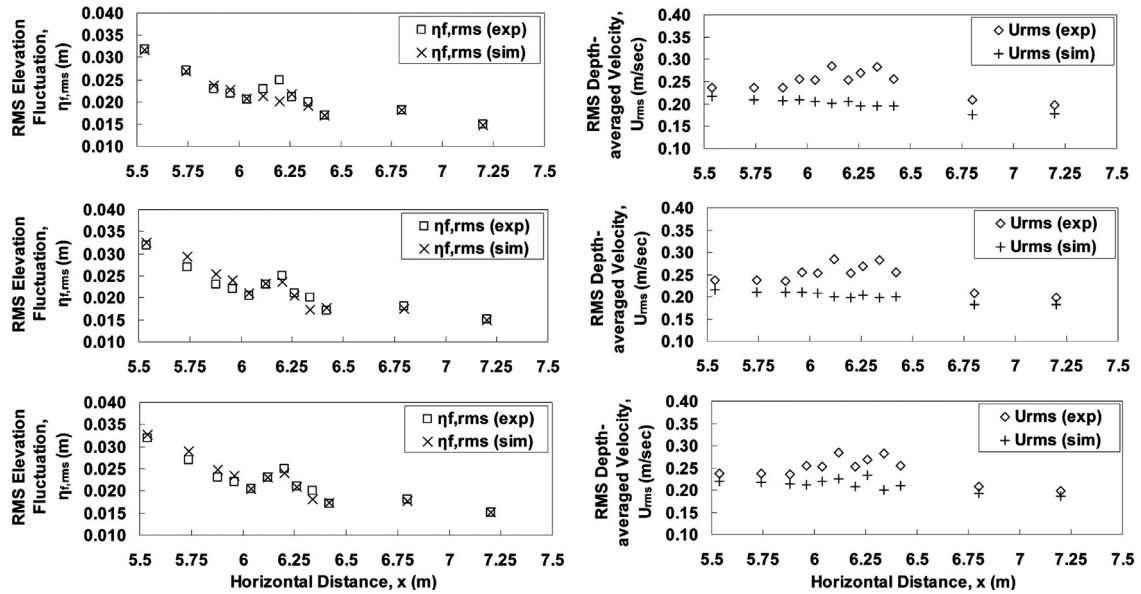 RMS Elevation
Fluctuation,
ηf,rms (m)
0.040
0.035
0.030
0.025
0.020
0.015
0.010
ηf,rms (exp)
ηf,rms (sim)
5.5 5.75 6 6.25 6.5 6.75 7 7.25 7.5
RMS Depth-
averaged Velocity,
Urms (m/sec)
0.40
0.35
0.30
0.25
0.20
0.15
0.10
Urms (exp)
Urms (sim)
5.5 5.75 6 6.25 6.5 6.75 7 7.25 7.5
RMS Elevation
Fluctuation,
ηf,rms (m)
0.040
0.035
0.030
0.025
0.020
0.015
0.010
ηf,rms (exp)
ηf,rms (sim)
5.5 5.75 6 6.25 6.5 6.75 7 7.25 7.5
RMS Depth-
averaged Velocity,
Urms (m/sec)
0.40
0.35
0.30
0.25
0.20
0.15
0.10
Urms (exp)
Urms (sim)
5.5 5.75 6 6.25 6.5 6.75 7 7.25 7.5
RMS Elevation
Fluctuation,
ηf,rms (m)
0.040
0.035
0.030
0.025
0.020
0.015
0.010
ηf,rms (exp)
ηf,rms (sim)
5.5 5.75 6 6.25 6.5 6.75 7 7.25 7.5
Horizontal Distance, x (m)
RMS Depth-
averaged Velocity,
Urms (m/sec)
0.40
0.35
0.30
0.25
0.20
0.15
0.10
Urms (exp)
Urms (sim)
5.5 5.75 6 6.25 6.5 6.75 7 7.25 7.5
Horizontal Distance, x (m)